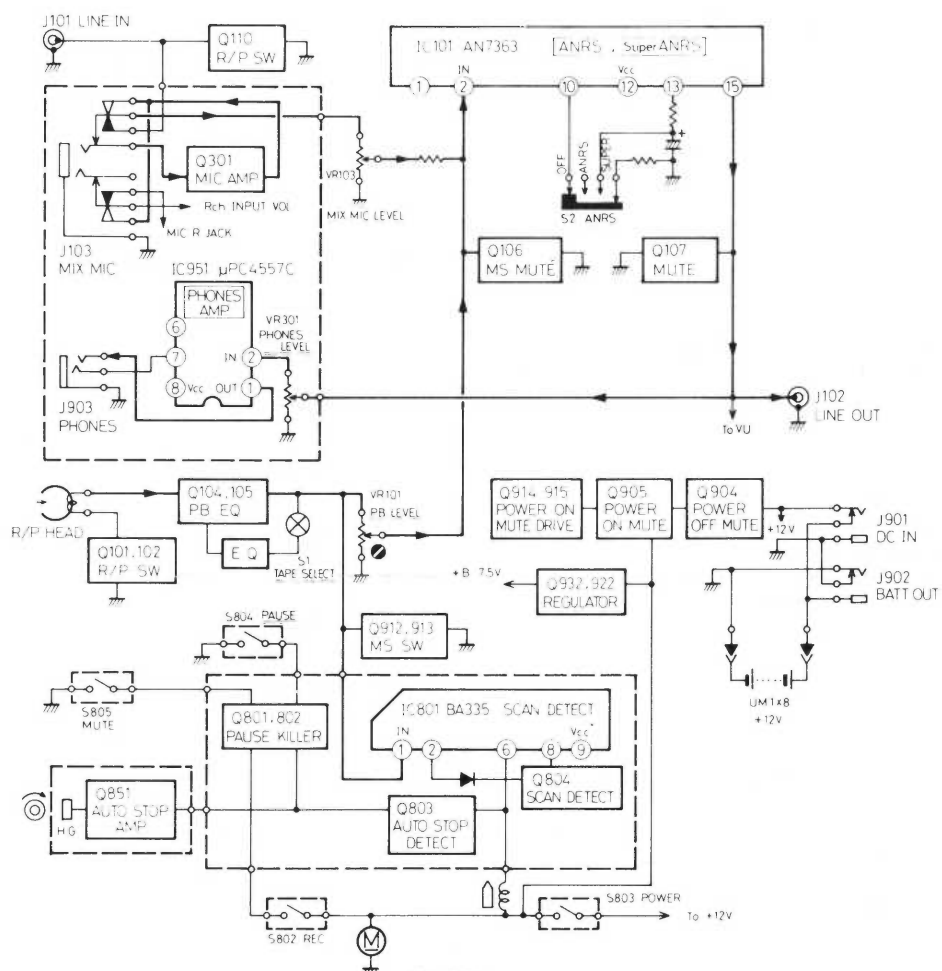 J101 LINE IN
Q110
R/P SW
IC101 AN7363 [ANRS , Super ANRS]
IN
Vcc
1
2
10
12
13
15
Q301
MIC AMP
VR103
MIX MIC LEVEL
OFF
ANRS
SUPER
+
S2 ANRS
Rch INPUT VOL
MIC R JACK
J103
MIX MIC
Q106
MS MUTE
Q107
MUTE
IC951 μPC4557C
PHONES
AMP
6
7
8
Vcc
IN
2
OUT
1
VR301
PHONES
LEVEL
J903
PHONES
J102
LINE OUT
To VU
R/P HEAD
Q104,105
PB EQ
EQ
S1
TAPE SELECT
VR101
PB LEVEL
Q101,102
R/P SW
Q914,915
POWER ON
MUTE DRIVE
Q905
POWER
ON MUTE
Q904
POWER
OFF MUTE
+12V
J901
DC IN
J902
BATT OUT
+B 7.5V
Q932,922
REGULATOR
UM1x8
+12V
S804 PAUSE
Q912,913
MS SW
S805
MUTE
Q801,802
PAUSE KILLER
IC801 BA335 SCAN DETECT
IN
Vcc
1
2
6
8
9
Q804
SCAN DETECT
H·G
Q851
AUTO STOP
AMP
Q803
AUTO STOP
DETECT
S802 REC
M
S803 POWER
To +12V